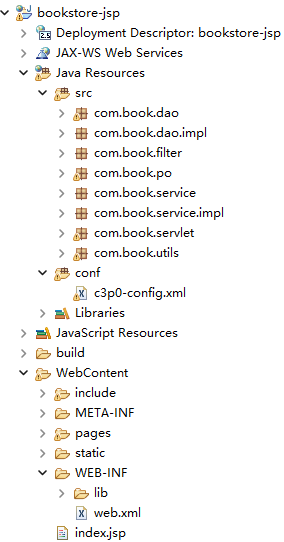 bookstore-jsp
Deployment Descriptor: bookstore-jsp
JAX-WS Web Services
Java Resources
src
com.book.dao
com.book.dao.impl
com.book.filter
com.book.po
com.book.service
com.book.service.impl
com.book.servlet
com.book.utils
conf
c3p0-config.xml
Libraries
JavaScript Resources
build
WebContent
include
META-INF
pages
static
WEB-INF
lib
web.xml
index.jsp